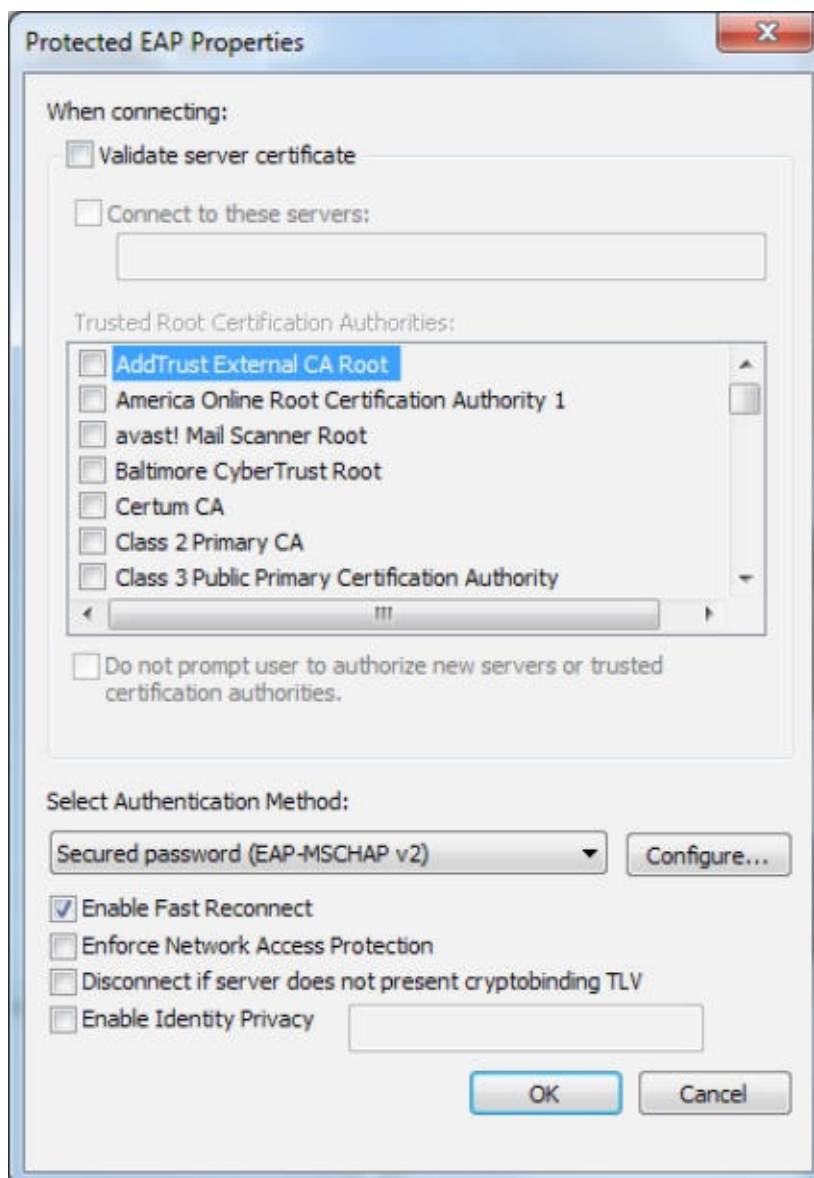 Protected EAP Properties
When connecting:
Validate server certificate
Connect to these servers:
Trusted Root Certification Authorities:
AddTrust External CA Root
America Online Root Certification Authority 1
avast! Mail Scanner Root
Baltimore CyberTrust Root
Certum CA
Class 2 Primary CA
Class 3 Public Primary Certification Authority
Do not prompt user to authorize new servers or trusted
certification authorities.
Select Authentication Method:
Secured password (EAP-MSCHAP v2)
Configure...
Enable Fast Reconnect
Enforce Network Access Protection
Disconnect if server does not present cryptobinding TLV
Enable Identity Privacy
OK
Cancel